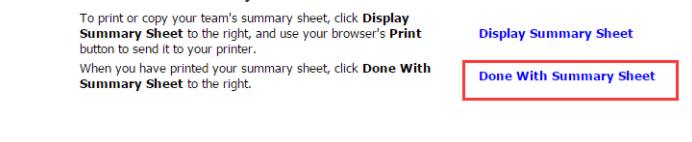 To print or copy your team's summary sheet, click Display
Summary Sheet to the right, and use your browser's Print
button to send it to your printer.
Display Summary Sheet
When you have printed your summary sheet, click Done With
Summary Sheet to the right.
Done With Summary Sheet